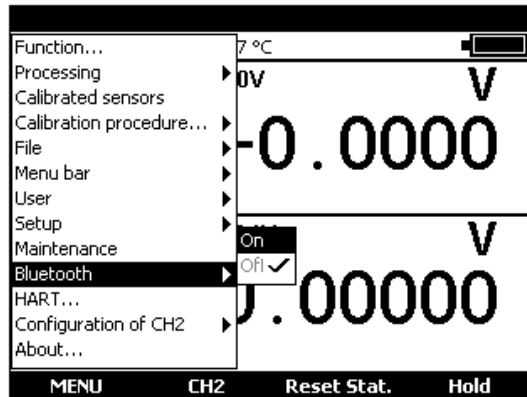 Function...
7 °C
Processing
0V
V
Calibrated sensors
Calibration procedure...
-0.0000
File
Menu bar
User
Setup
On
V
Maintenance
Off
Bluetooth
0.00000
HART...
Configuration of CH2
About...
MENU CH2 Reset Stat. Hold